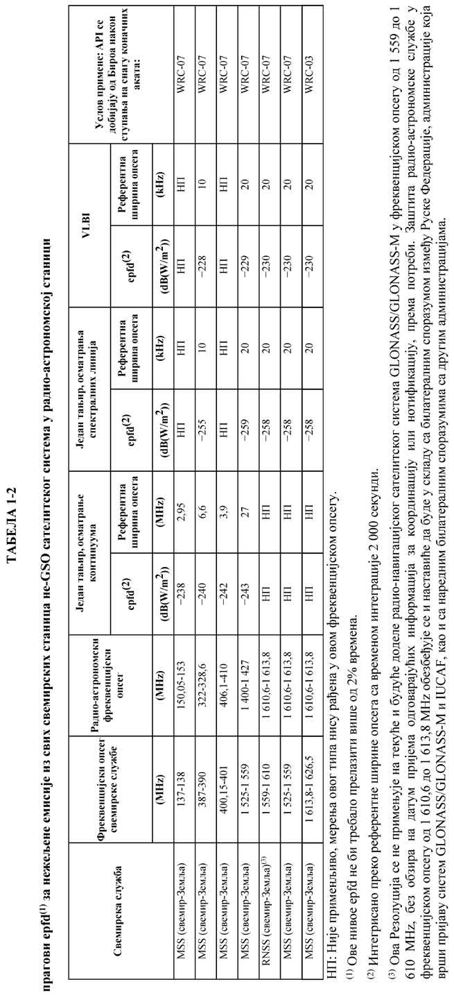 ТАБЕЛА 1-2
прагови epfd(1) за нежељене емисије из свих свемирских станица не-GSO сателитског система у радио-астрономској станици
Свемирска служба | Фреквенцијски опсег свемирске службе | Радио-астрономски фреквенцијски опсег | Један тањир, осматрање континуума | Један тањир, осматрања спектралних линија | VLBI | Услов примене: API се добијају од Бироа након ступања на снагу коначних аката:
epfd(2) | Референтна ширина опсега | epfd(2) | Референтна ширина опсега | epfd(2) | Референтна ширина опсега
(MHz) | (MHz) | (dB(W/m2)) | (MHz) | (dB(W/m2)) | (kHz) | (dB(W/m2)) | (kHz)
MSS (свемир-Земља) | 137-138 | 150,05-153 | −238 | 2,95 | НП | НП | НП | НП | WRC-07
MSS (свемир-Земља) | 387-390 | 322-328,6 | −240 | 6,6 | −255 | 10 | −228 | 10 | WRC-07
MSS (свемир-Земља) | 400,15-401 | 406,1-410 | −242 | 3,9 | НП | НП | НП | НП | WRC-07
MSS (свемир-Земља) | 1 525-1 559 | 1 400-1 427 | −243 | 27 | −259 | 20 | −229 | 20 | WRC-07
RNSS (свемир-Земља)(3) | 1 559-1 610 | 1 610,6-1 613,8 | НП | НП | −258 | 20 | −230 | 20 | WRC-07
MSS (свемир-Земља) | 1 525-1 559 | 1 610,6-1 613,8 | НП | НП | −258 | 20 | −230 | 20 | WRC-07
MSS (свемир-Земља) | 1 613,8-1 626,5 | 1 610,6-1 613,8 | НП | НП | −258 | 20 | −230 | 20 | WRC-03
НП: Није применљиво, мерења овог типа нису рађена у овом фреквенцијском опсегу.
(1) Ове нивое epfd не би требало прелазити више од 2% времена.
(2) Интегрисано преко референтне ширине опсега са временом интеграције 2 000 секунди.
(3) Ова Резолуција се не примењује на текуће и будуће доделе радио-навигацијског сателитског система GLONASS/GLONASS-M у фреквенцијском опсегу од 1 559 до 1
610 MHz, без обзира на датум пријема одговарајућих информација за координацију или нотификацију, према потреби. Заштита радио-астрономске службе у
фреквенцијском опсегу од 1 610,6 до 1 613,8 MHz обезбеђује се и наставиће да буде у складу са билатералним споразумом између Руске Федерације, администрације која
врши пријаву систем GLONASS/GLONASS-M и IUCAF, као и са наредним билатералним споразумима са другим администрацијама.